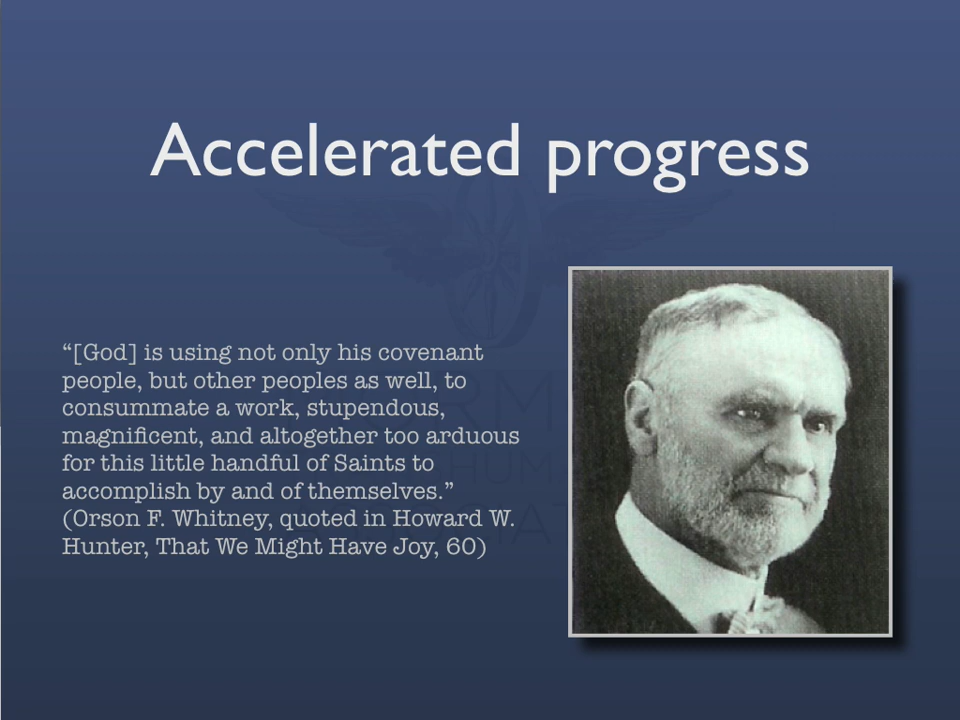 Accelerated progress
“[God] is using not only his covenant
people, but other peoples as well, to
consummate a work, stupendous,
magnificent, and altogether too arduous
for this little handful of Saints to
accomplish by and of themselves.”
(Orson F. Whitney, quoted in Howard W.
Hunter, That We Might Have Joy, 60)